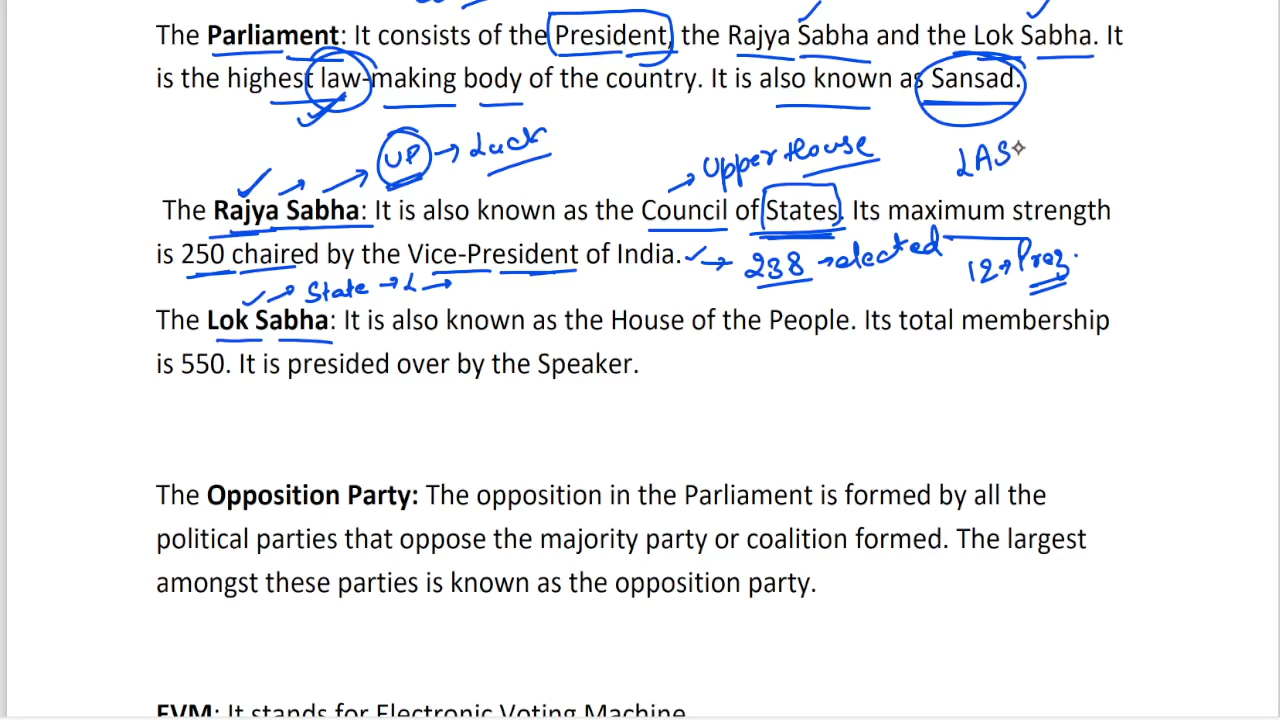 The Parliament: It consists of the President, the Rajya Sabha and the Lok Sabha. It
is the highest law-making body of the country. It is also known as Sansad.
UP → Luck
→ Upper House
LAS
The Rajya Sabha: It is also known as the Council of States. Its maximum strength
is 250 chaired by the Vice-President of India.
→ 238 → elected
12 → Prez.
→ State → L →
The Lok Sabha: It is also known as the House of the People. Its total membership
is 550. It is presided over by the Speaker.
The Opposition Party: The opposition in the Parliament is formed by all the
political parties that oppose the majority party or coalition formed. The largest
amongst these parties is known as the opposition party.
EVM: It stands for Electronic Voting Machine